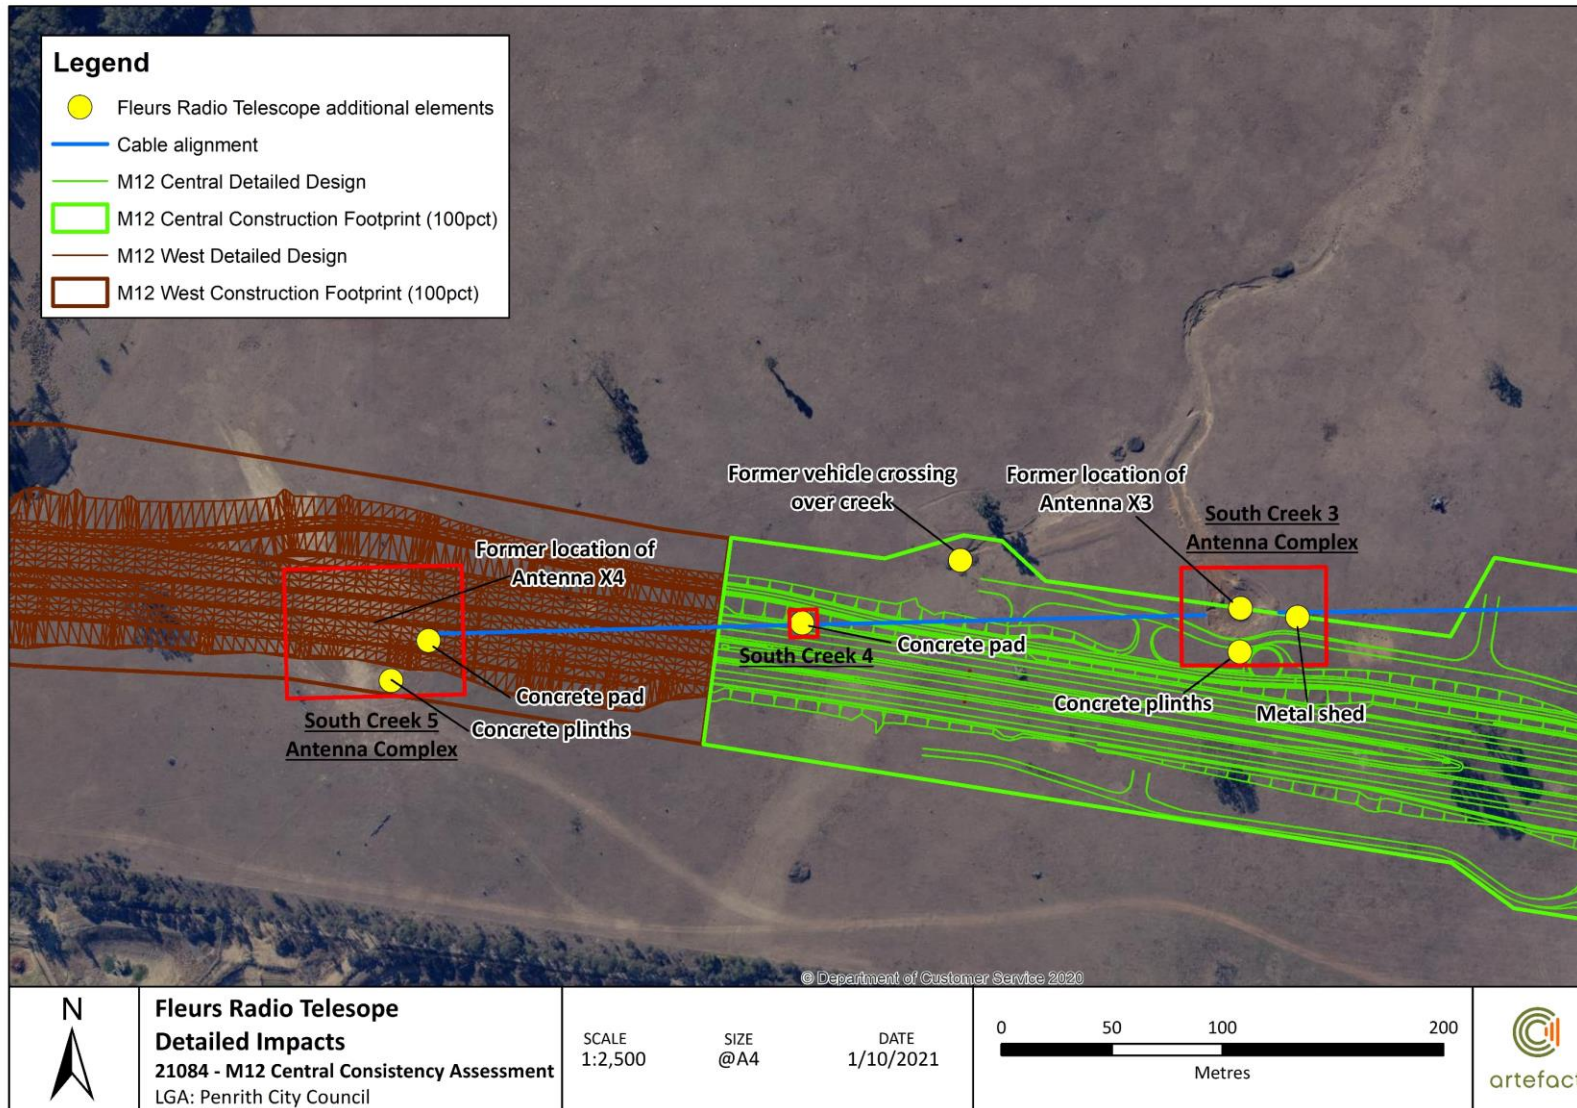 Legend
Fleurs Radio Telescope additional elements
Cable alignment
M12 Central Detailed Design
M12 Central Construction Footprint (100pct)
M12 West Detailed Design
M12 West Construction Footprint (100pct)
Former vehicle crossing
over creek
Former location of
Antenna X3
South Creek 3
Antenna Complex
Former location of
Antenna X4
Concrete pad
South Creek 4
Concrete pad
Concrete plinths
Metal shed
South Creek 5
Antenna Complex
Concrete plinths
© Department of Customer Service 2020
N
Fleurs Radio Telesope
Detailed Impacts
21084 - M12 Central Consistency Assessment
LGA: Penrith City Council
SCALE
1:2,500
SIZE
@A4
DATE
1/10/2021
0 50 100 200
Metres
artefact